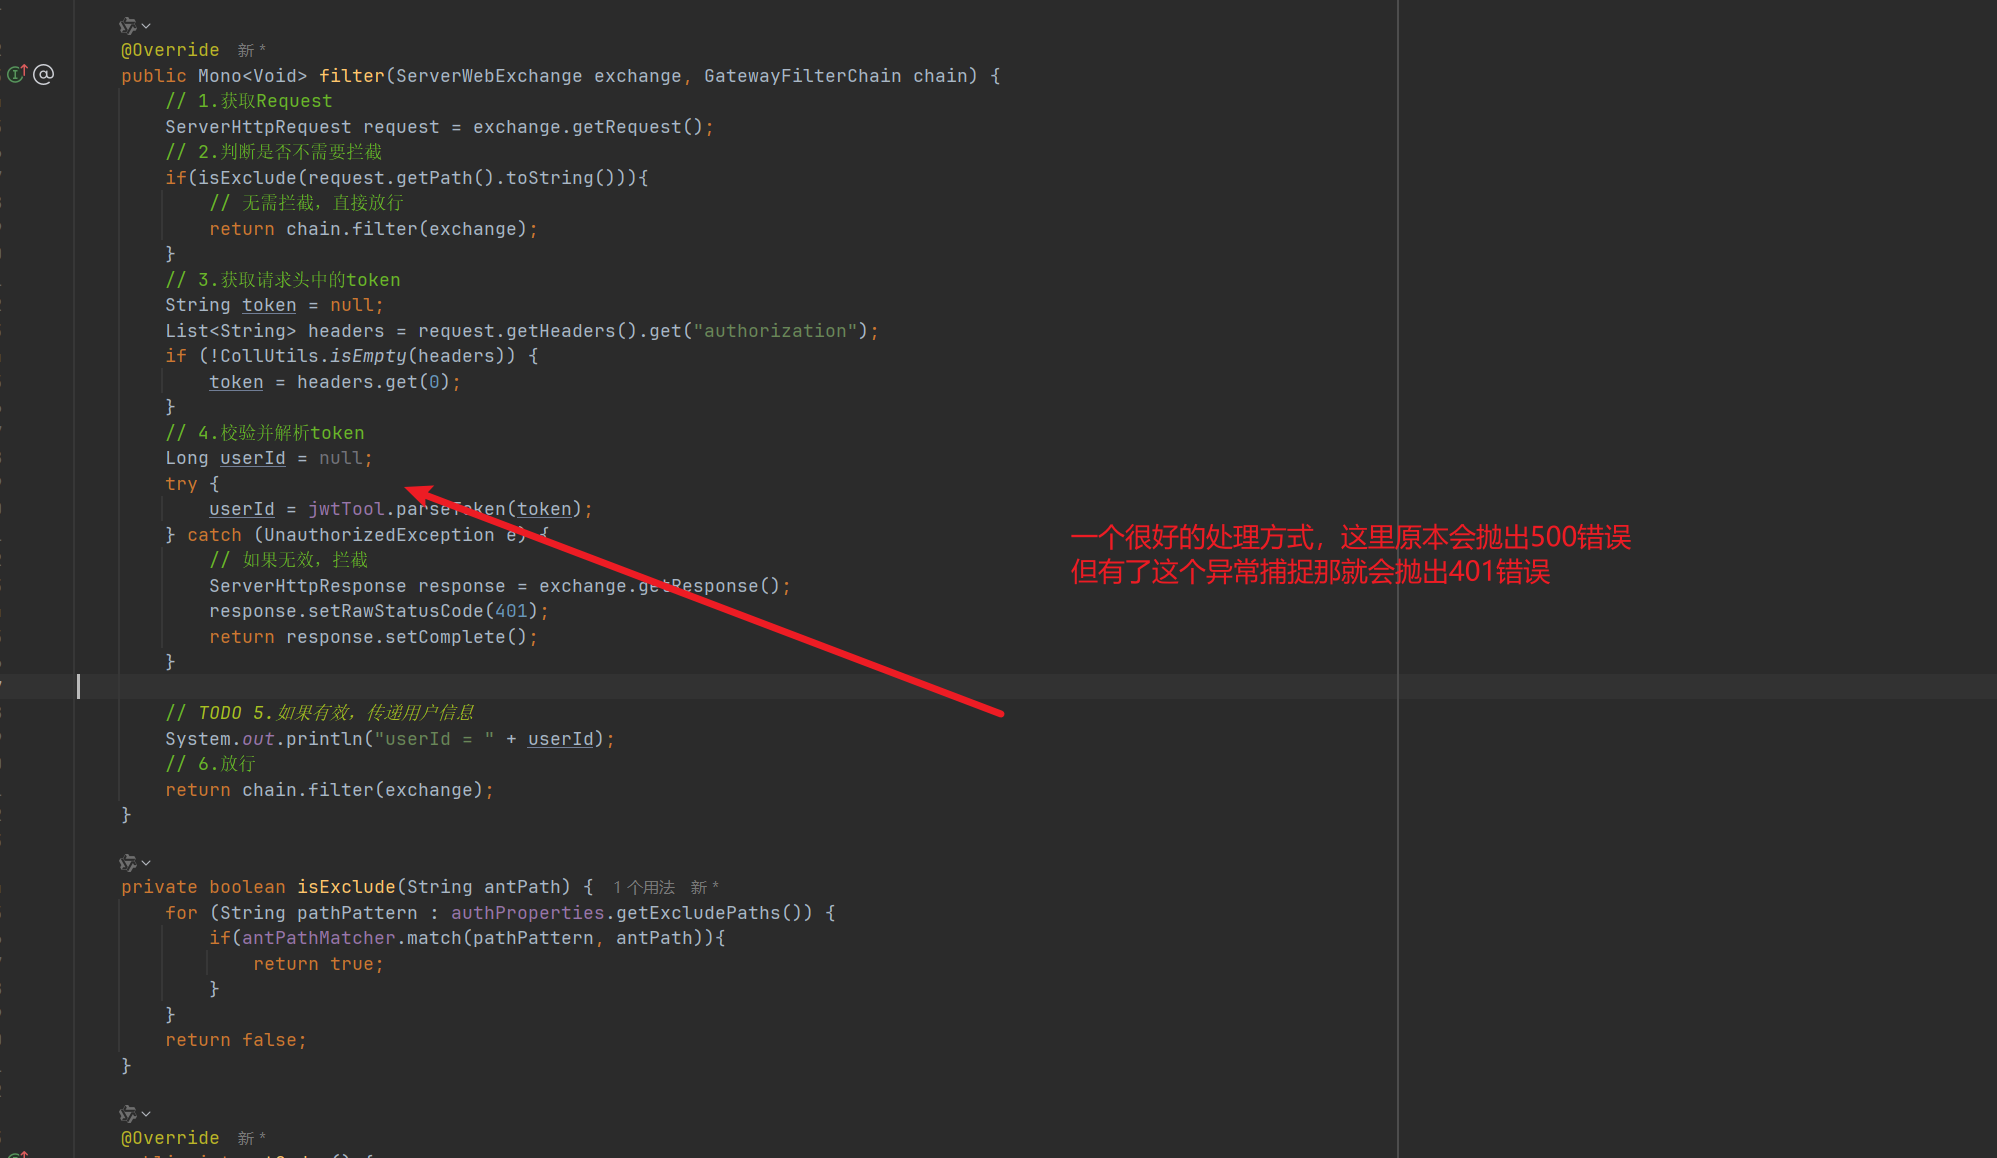 @Override 新 *
public Mono<Void> filter(ServerWebExchange exchange, GatewayFilterChain chain) {
// 1.获取Request
ServerHttpRequest request = exchange.getRequest();
// 2.判断是否不需要拦截
if(isExclude(request.getPath().toString())){
// 无需拦截，直接放行
return chain.filter(exchange);
}
// 3.获取请求头中的token
String token = null;
List<String> headers = request.getHeaders().get("authorization");
if (!CollUtils.isEmpty(headers)) {
token = headers.get(0);
}
// 4.校验并解析token
Long userId = null;
try {
userId = jwtTool.parseToken(token);
} catch (UnauthorizedException e) {
// 如果无效，拦截
ServerHttpResponse response = exchange.getResponse();
response.setRawStatusCode(401);
return response.setComplete();
}
一个很好的处理方式，这里原本会抛出500错误
但有了这个异常捕捉那就会抛出401错误
// TODO 5.如果有效，传递用户信息
System.out.println("userId = " + userId);
// 6.放行
return chain.filter(exchange);
}
private boolean isExclude(String antPath) { 1 个用法 新 *
for (String pathPattern : authProperties.getExcludePaths()) {
if(antPathMatcher.match(pathPattern, antPath)){
return true;
}
}
return false;
}
@Override 新 *